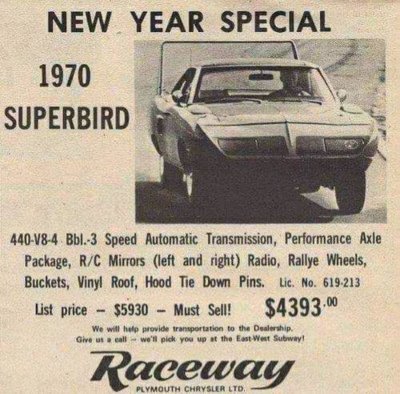 NEW YEAR SPECIAL
1970
SUPERBIRD
440-V8-4 Bbl.-3 Speed Automatic Transmission, Performance Axle
Package, R/C Mirrors (left and right) Radio, Rallye Wheels,
Buckets, Vinyl Roof, Hood Tie Down Pins. Lic. No. 619-213
List price – $5930 – Must Sell! $4393.00
We will help provide transportation to the Dealership.
Give us a call – we'll pick you up at the East-West Subway!
Raceway
PLYMOUTH CHRYSLER LTD.